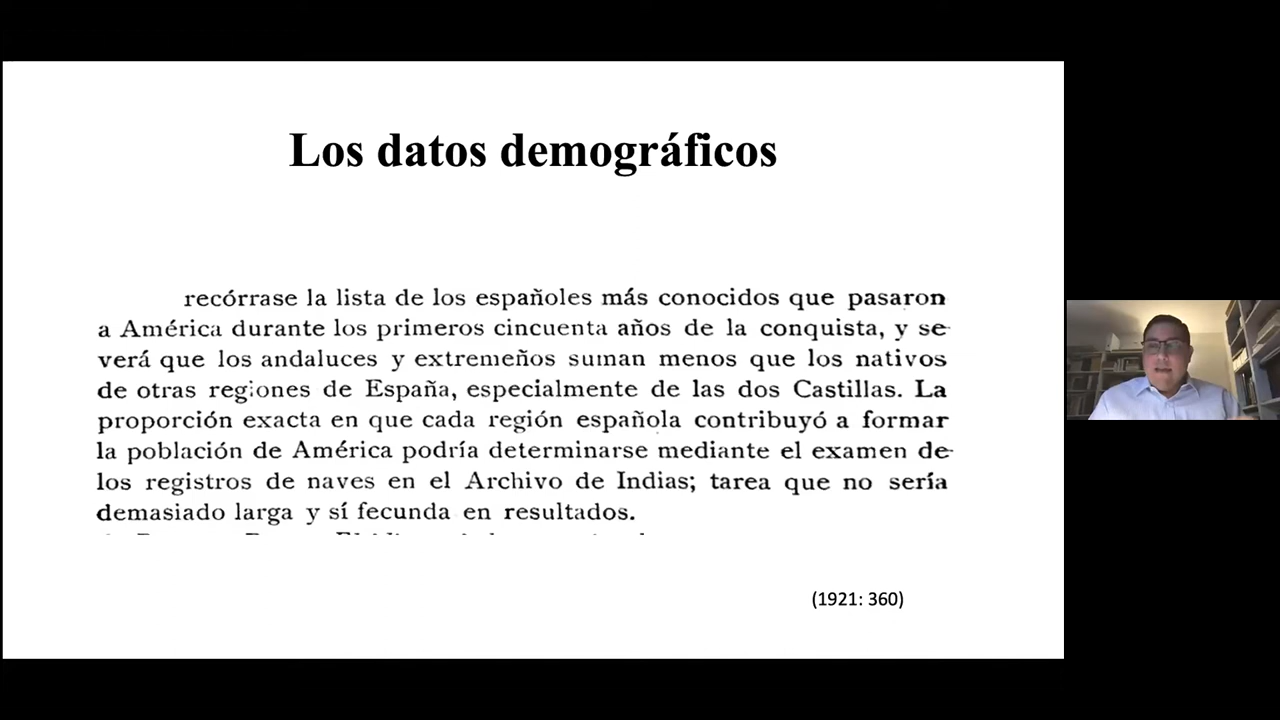 Los datos demográficos
recórrase la lista de los españoles más conocidos que pasaron
a América durante los primeros cincuenta años de la conquista, y se
verá que los andaluces y extremeños suman menos que los nativos
de otras regiones de España, especialmente de las dos Castillas. La
proporción exacta en que cada región española contribuyó a formar
la población de América podría determinarse mediante el examen de
los registros de naves en el Archivo de Indias; tarea que no sería
demasiado larga y sí fecunda en resultados.
(1921: 360)